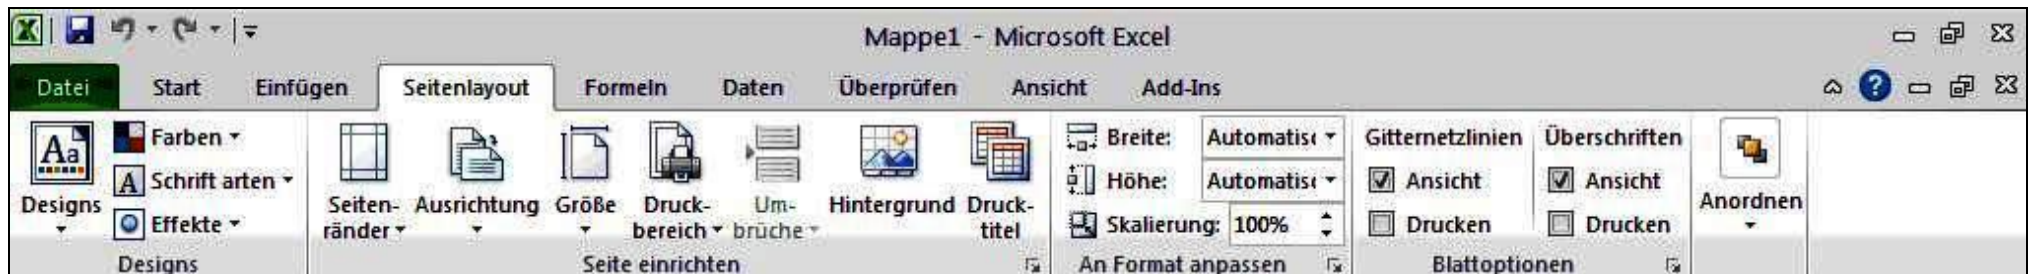 Mappe1 - Microsoft Excel
Datei Start Einfügen Seitenlayout Formeln Daten Überprüfen Ansicht Add-Ins
Aa
Designs
Farben
A Schrift arten
Effekte
Designs
Seiten-
ränder
Ausrichtung
Größe
Druck-
bereich
Um-
brüche
Hintergrund
Druck-
titel
Seite einrichten
Breite: Automatisc
Höhe: Automatisc
Skalierung: 100%
An Format anpassen
Gitternetzlinien
Ansicht
Drucken
Überschriften
Ansicht
Drucken
Blattoptionen
Anordnen